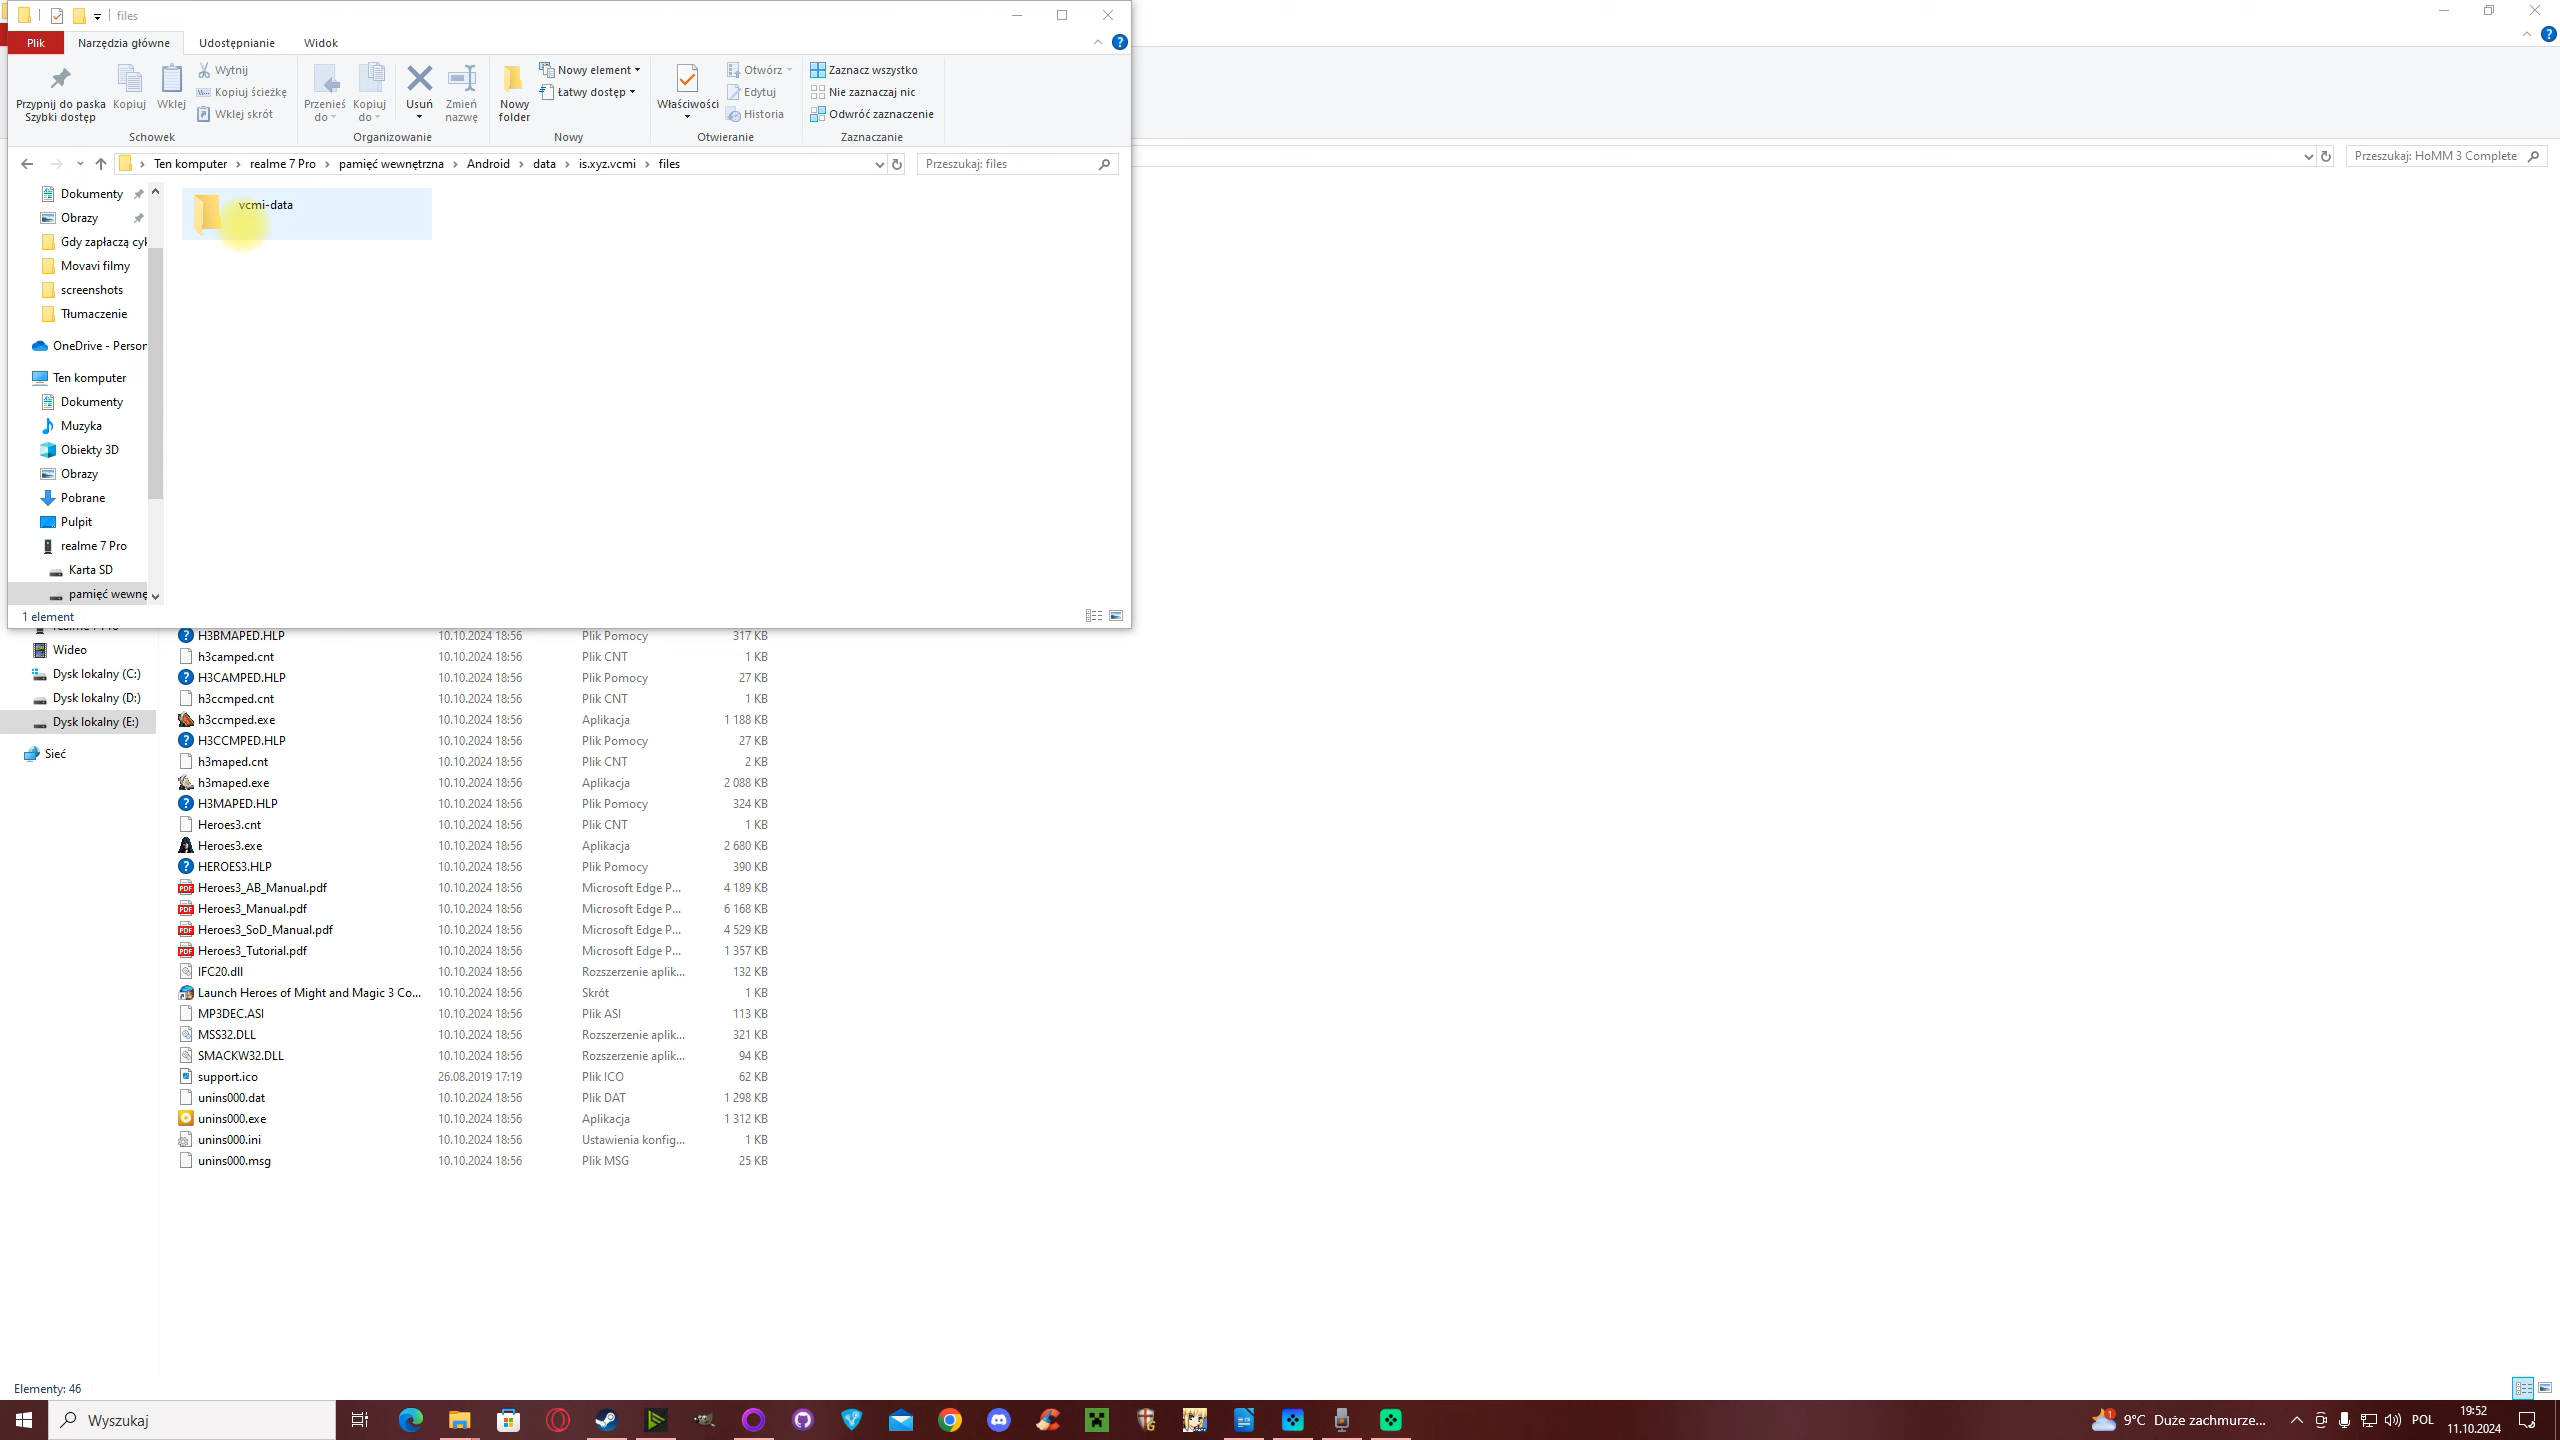 files
Plik
Narzędzia główne
Udostępnianie
Widok
Przypnij do paska
Szybki dostęp
Kopiuj
Wklej
Wytnij
Kopiuj ścieżkę
Wklej skrót
Schowek
Przenieś
do
Kopiuj
do
Usuń
Zmień
nazwę
Organizowanie
Nowy
folder
Nowy element
Łatwy dostęp
Nowy
Właściwości
Otwórz
Edytuj
Historia
Otwieranie
Zaznacz wszystko
Nie zaznaczaj nic
Odwróć zaznaczenie
Zaznaczanie
Ten komputer
realme 7 Pro
pamięć wewnętrzna
Android
data
is.xyz.vcmi
files
Przeszukaj: files
Przeszukaj: HoMM 3 Complete
Dokumenty
Obrazy
Gdy zapłaczą cyk
Movavi filmy
screenshots
Tłumaczenie
OneDrive - Person
Ten komputer
Dokumenty
Muzyka
Obiekty 3D
Obrazy
Pobrane
Pulpit
realme 7 Pro
Karta SD
pamięć wewnę
vcmi-data
1 element
Wideo
Dysk lokalny (C:)
Dysk lokalny (D:)
Dysk lokalny (E:)
Sieć
H3BMAPED.HLP 10.10.2024 18:56 Plik Pomocy 317 KB
h3camped.cnt 10.10.2024 18:56 Plik CNT 1 KB
H3CAMPED.HLP 10.10.2024 18:56 Plik Pomocy 27 KB
h3ccmped.cnt 10.10.2024 18:56 Plik CNT 1 KB
h3ccmped.exe 10.10.2024 18:56 Aplikacja 1 188 KB
H3CCMPED.HLP 10.10.2024 18:56 Plik Pomocy 27 KB
h3maped.cnt 10.10.2024 18:56 Plik CNT 2 KB
h3maped.exe 10.10.2024 18:56 Aplikacja 2 088 KB
H3MAPED.HLP 10.10.2024 18:56 Plik Pomocy 324 KB
Heroes3.cnt 10.10.2024 18:56 Plik CNT 1 KB
Heroes3.exe 10.10.2024 18:56 Aplikacja 2 680 KB
HEROES3.HLP 10.10.2024 18:56 Plik Pomocy 390 KB
Heroes3_AB_Manual.pdf 10.10.2024 18:56 Microsoft Edge P... 4 189 KB
Heroes3_Manual.pdf 10.10.2024 18:56 Microsoft Edge P... 6 168 KB
Heroes3_SoD_Manual.pdf 10.10.2024 18:56 Microsoft Edge P... 4 529 KB
Heroes3_Tutorial.pdf 10.10.2024 18:56 Microsoft Edge P... 1 357 KB
IFC20.dll 10.10.2024 18:56 Rozszerzenie aplik... 132 KB
Launch Heroes of Might and Magic 3 Co... 10.10.2024 18:56 Skrót 1 KB
MP3DEC.ASI 10.10.2024 18:56 Plik ASI 113 KB
MSS32.DLL 10.10.2024 18:56 Rozszerzenie aplik... 321 KB
SMACKW32.DLL 10.10.2024 18:56 Rozszerzenie aplik... 94 KB
support.ico 26.08.2019 17:19 Plik ICO 62 KB
unins000.dat 10.10.2024 18:56 Plik DAT 1 298 KB
unins000.exe 10.10.2024 18:56 Aplikacja 1 312 KB
unins000.ini 10.10.2024 18:56 Ustawienia konfig... 1 KB
unins000.msg 10.10.2024 18:56 Plik MSG 25 KB
Elementy: 46
Wyszukaj
9°C Duże zachmurze...
POL
19:52
11.10.2024